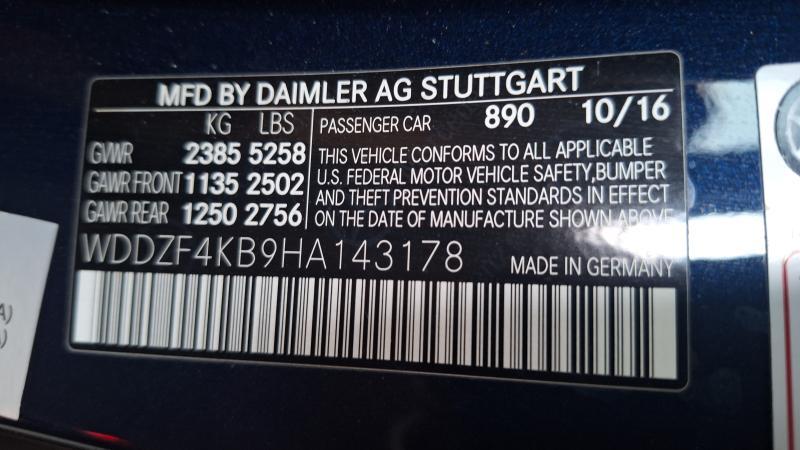 MFD BY DAIMLER AG STUTTGART
KG LBS
GVWR 2385 5258
GAWR FRONT 1135 2502
GAWR REAR 1250 2756
PASSENGER CAR 890 10/16
THIS VEHICLE CONFORMS TO ALL APPLICABLE
U.S. FEDERAL MOTOR VEHICLE SAFETY,BUMPER
AND THEFT PREVENTION STANDARDS IN EFFECT
ON THE DATE OF MANUFACTURE SHOWN ABOVE
WDDZF4KB9HA143178 MADE IN GERMANY